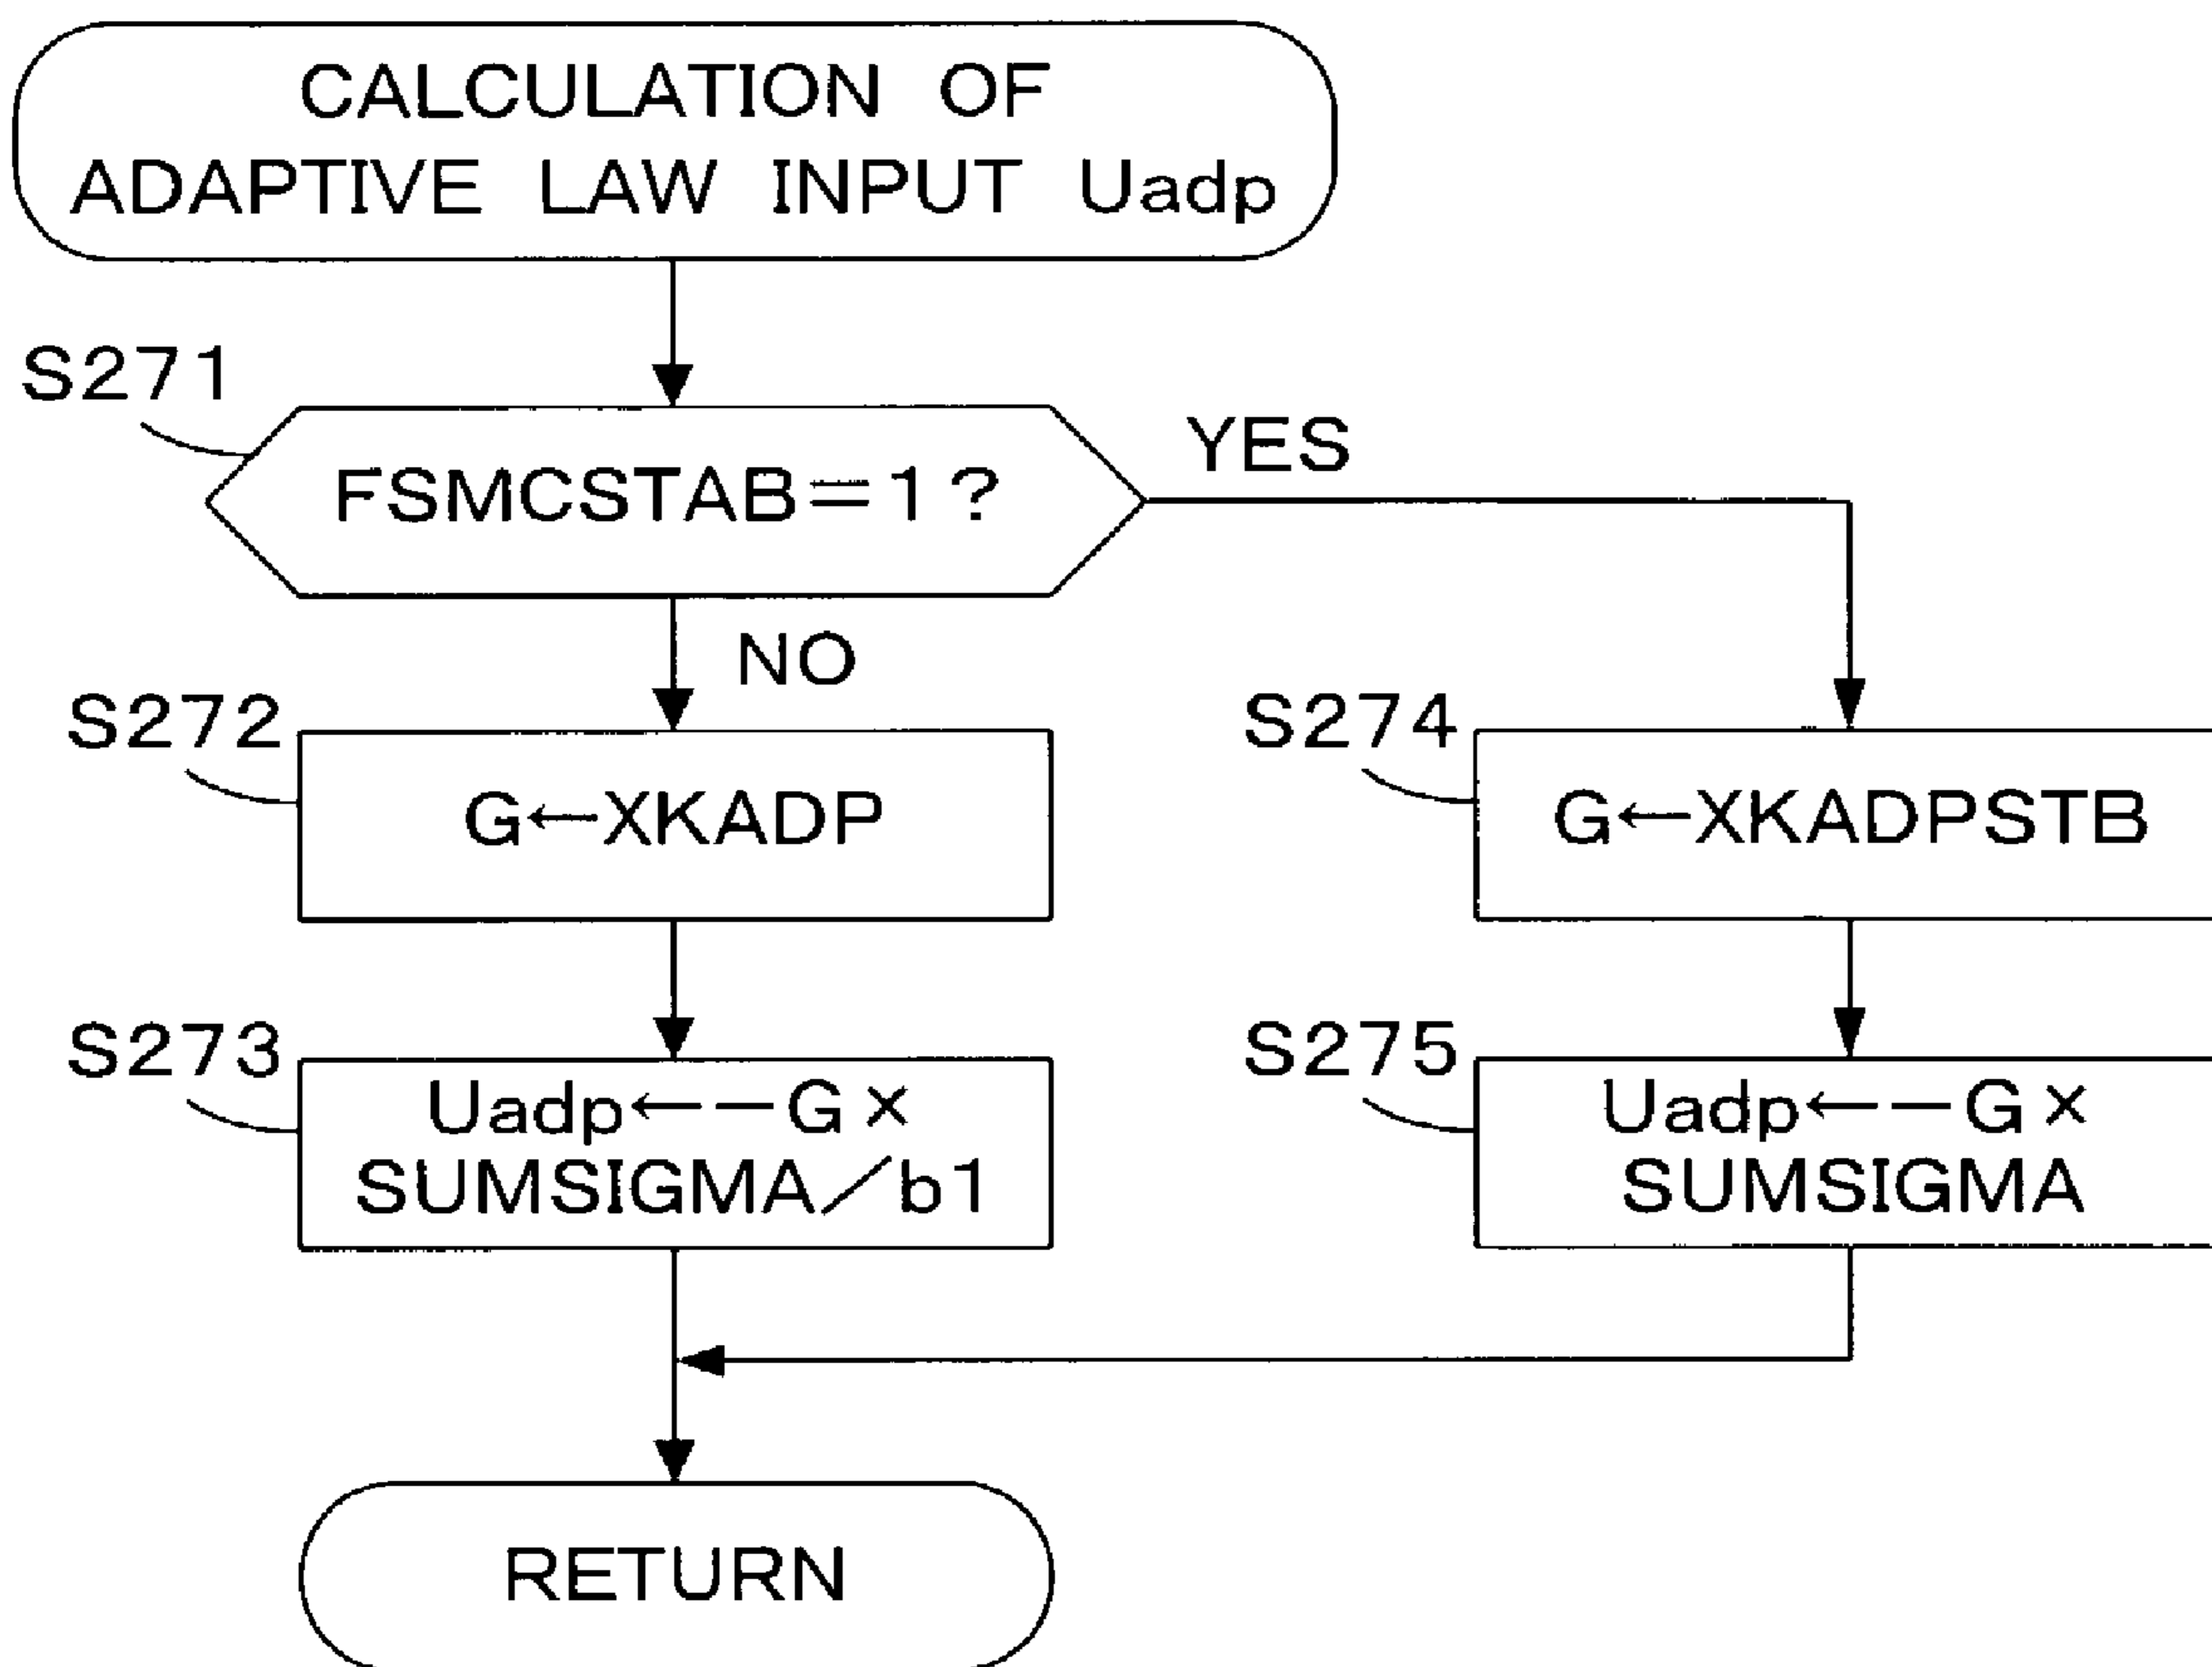 CALCULATION OF
ADAPTIVE LAW INPUT Uadp
S271
FSMCSTAB=1?
YES
NO
S272
G←XKADP
S274
G←XKADPSTB
S273
Uadp←−G×
SUMSIGMA/b1
S275
Uadp←−G×
SUMSIGMA
RETURN